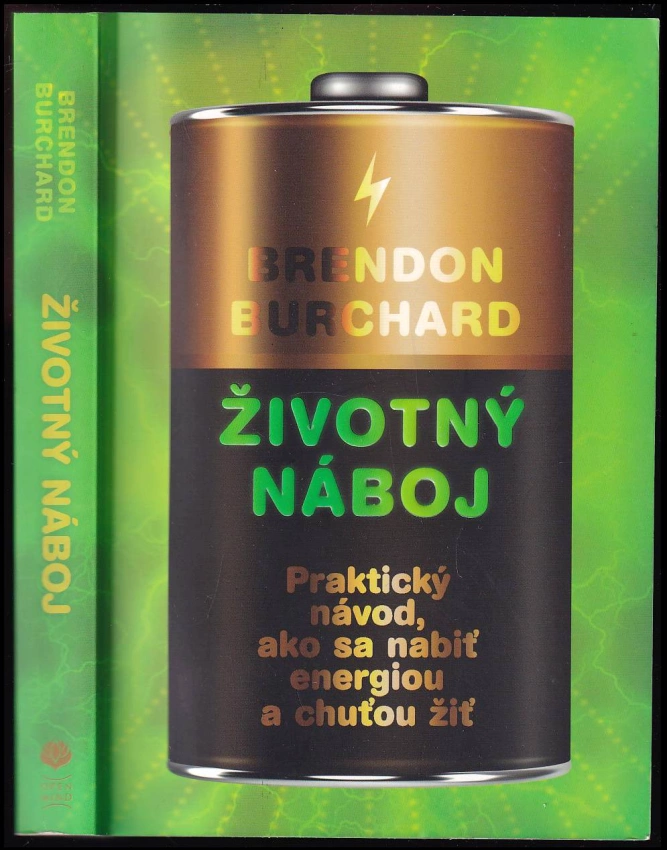 BRENDON
BURCHARD
ŽIVOTNÝ NÁBOJ
BRENDON
BURCHARD
ŽIVOTNÝ
NÁBOJ
Praktický
návod,
ako sa nabiť
energiou
a chuťou žiť